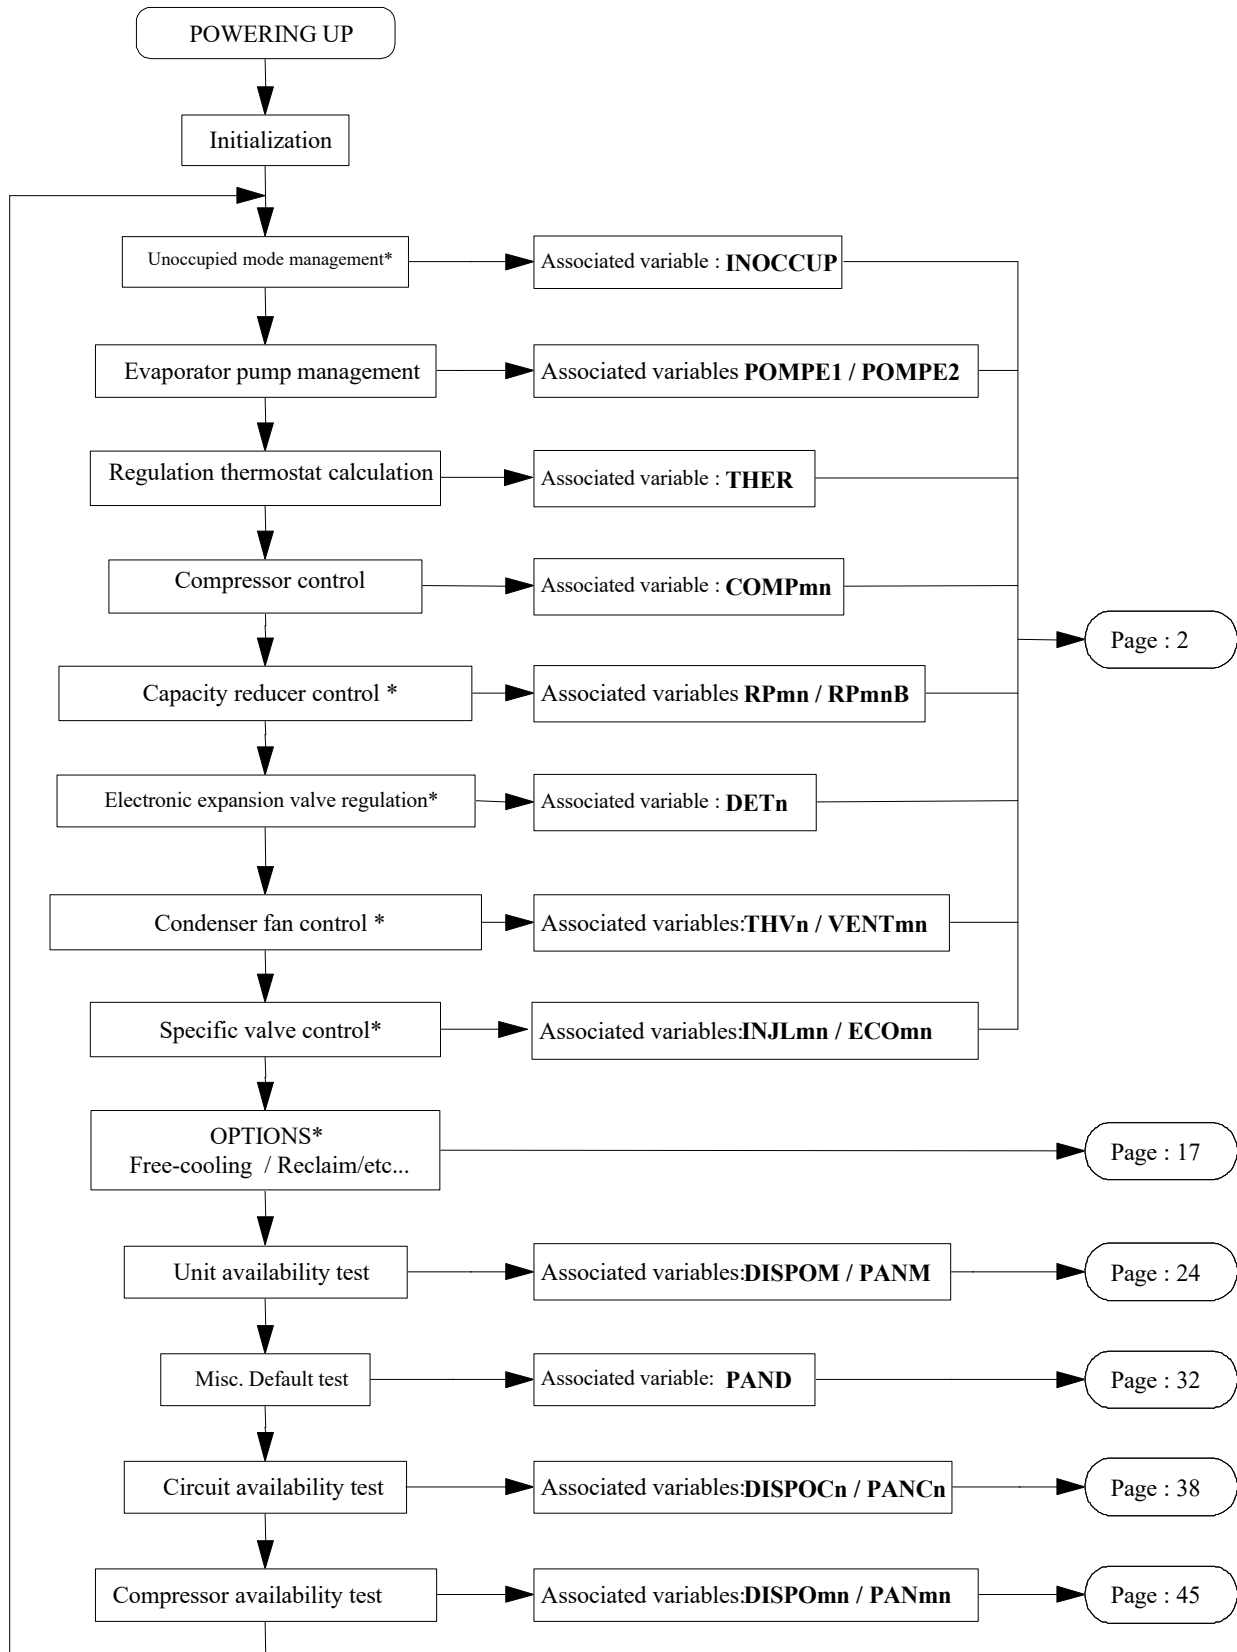 POWERING UP
Initialization
Unoccupied mode management*
Associated variable : INOCCUP
Evaporator pump management
Associated variables POMPE1 / POMPE2
Regulation thermostat calculation
Associated variable : THER
Compressor control
Associated variable : COMPmn
Page : 2
Capacity reducer control *
Associated variables RPmn / RPmnB
Electronic expansion valve regulation*
Associated variable : DETn
Condenser fan control *
Associated variables:THVn / VENTmn
Specific valve control*
Associated variables:INJLmn / ECOmn
OPTIONS*
Free-cooling / Reclaim/etc...
Page : 17
Unit availability test
Associated variables:DISPOM / PANM
Page : 24
Misc. Default test
Associated variable: PAND
Page : 32
Circuit availability test
Associated variables:DISPOCn / PANCn
Page : 38
Compressor availability test
Associated variables:DISPOmn / PANmn
Page : 45